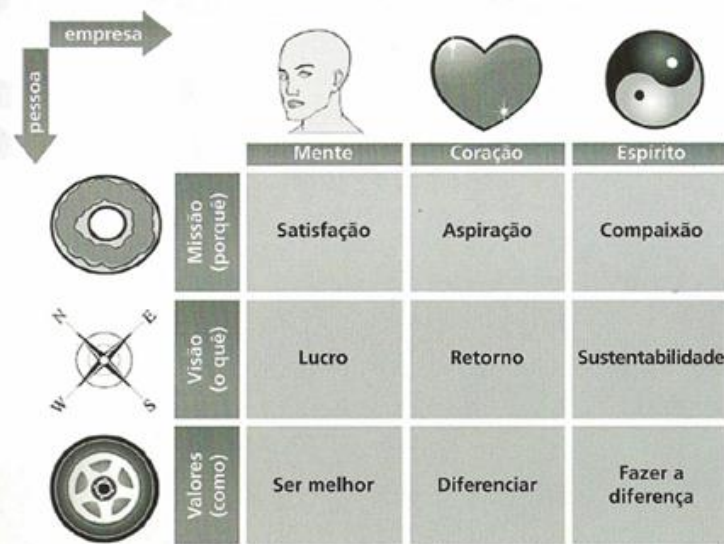 empresa
pessoa
Mente
Coração
Espírito
Missão
(porquê)
Satisfação
Aspiração
Compaixão
N
E
W
S
Visão
(o quê)
Lucro
Retorno
Sustentabilidade
Valores
(como)
Ser melhor
Diferenciar
Fazer a
diferença